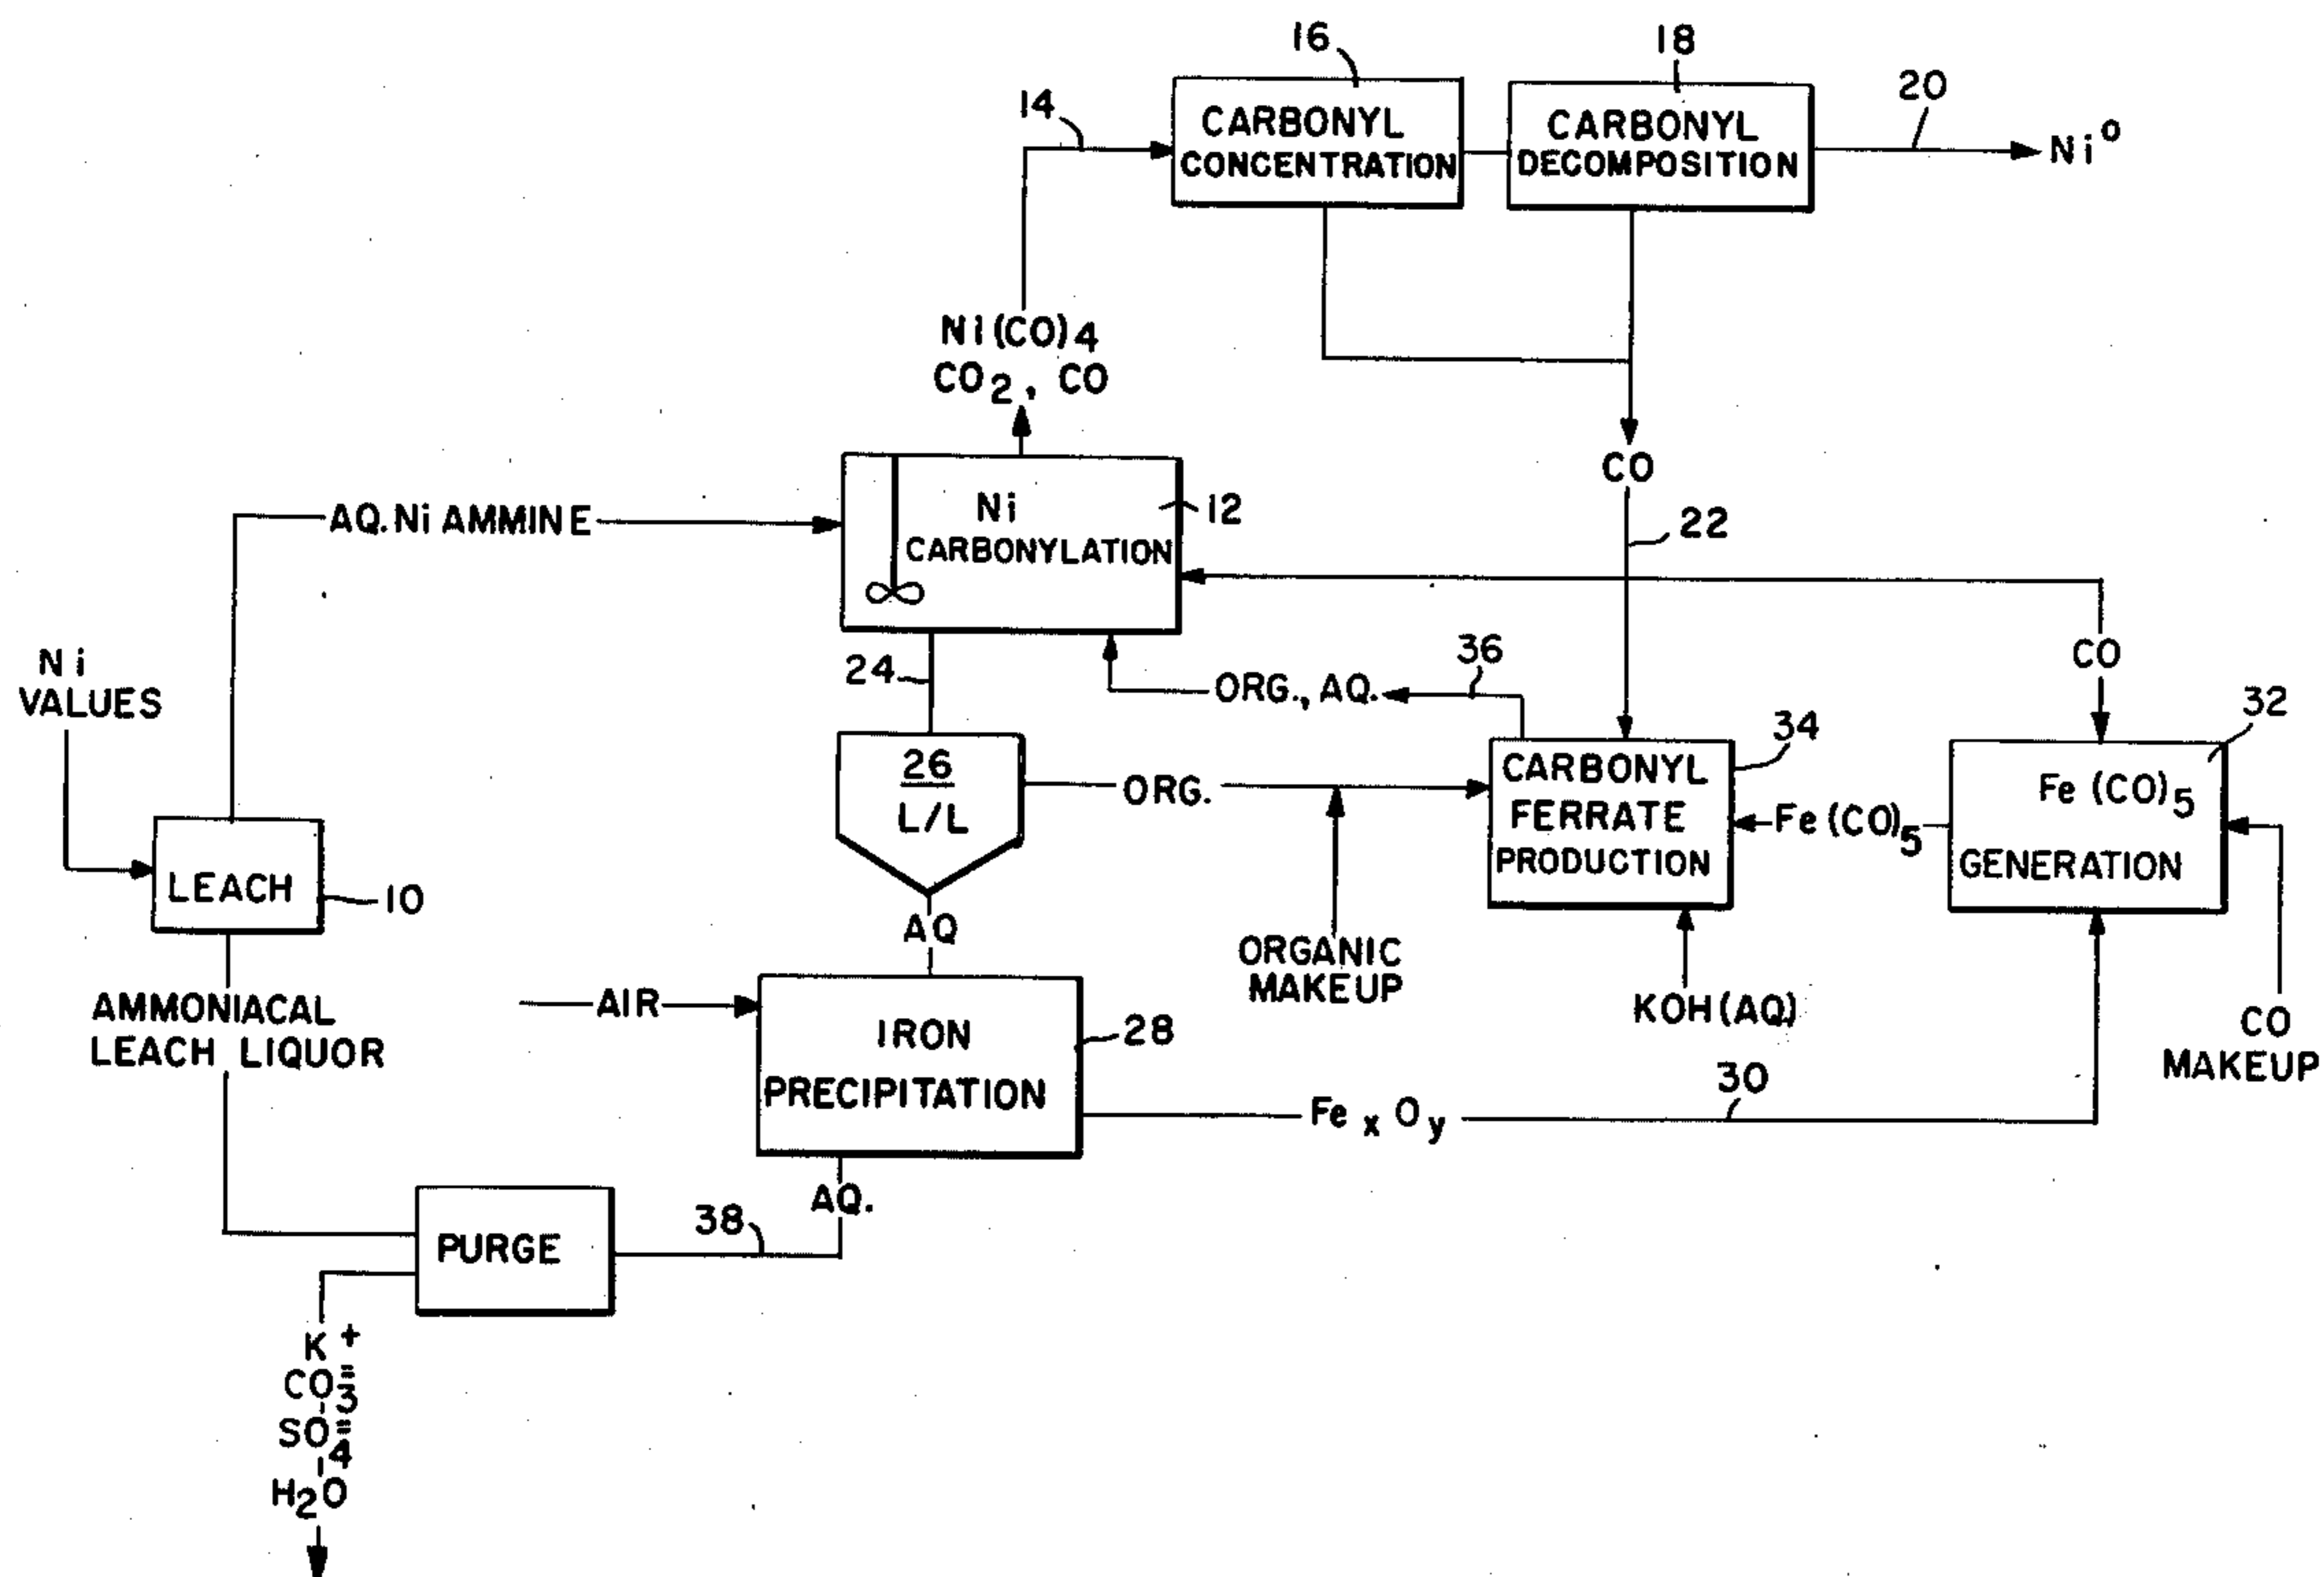 16
18
14
20
CARBONYL
CONCENTRATION
CARBONYL
DECOMPOSITION
Ni⁰
Ni(CO)4
CO2, CO
CO
AQ. Ni AMMINE
Ni
CARBONYLATION
12
22
Ni
VALUES
24
36
ORG., AQ.
CO
32
34
26
L/L
ORG.
CARBONYL
FERRATE
PRODUCTION
Fe(CO)5
Fe (CO)5
GENERATION
LEACH
10
AQ
ORGANIC
MAKEUP
KOH(AQ)
CO
MAKEUP
AMMONIACAL
LEACH LIQUOR
AIR
IRON
PRECIPITATION
28
30
FexOy
AQ.
38
PURGE
K+
CO3=
SO4=
H2O